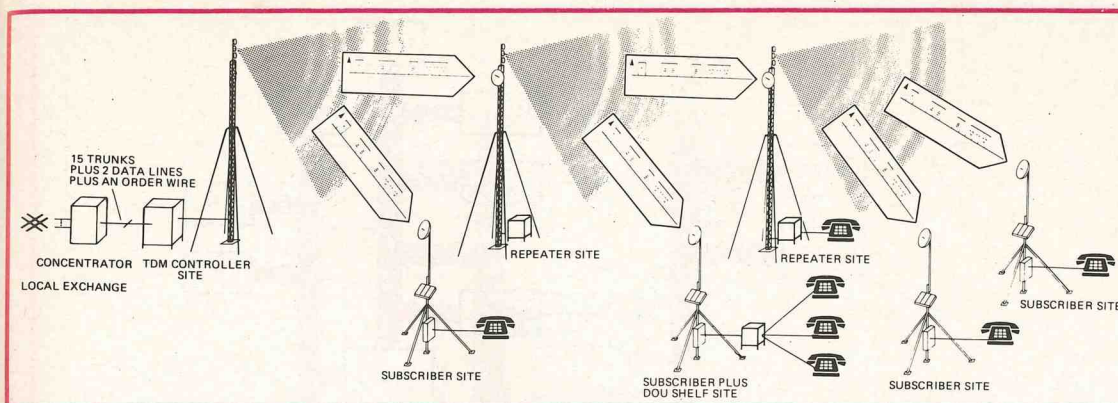 15 TRUNKS
PLUS 2 DATA LINES
PLUS AN ORDER WIRE
CONCENTRATOR
TDM CONTROLLER
SITE
LOCAL EXCHANGE
SUBSCRIBER SITE
REPEATER SITE
SUBSCRIBER PLUS
DOU SHELF SITE
REPEATER SITE
SUBSCRIBER SITE
SUBSCRIBER SITE